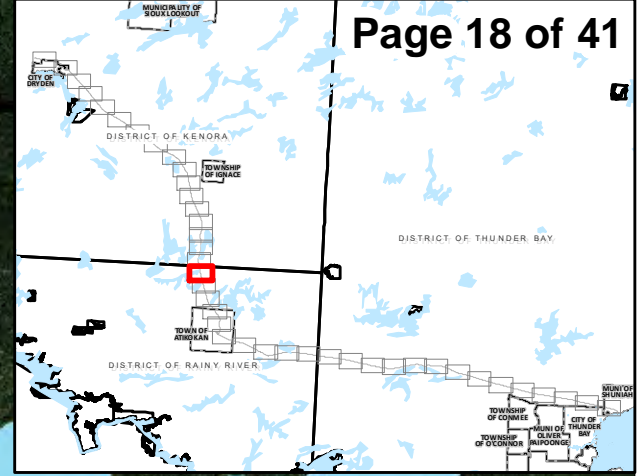 MUNICIPALITY OF
SIOUX LOOKOUT
Page 18 of 41
CITY OF
DRYDEN
DISTRICT OF KENORA
TOWNSHIP
OF IGNACE
DISTRICT OF THUNDER BAY
TOWN OF
ATIKOKAN
DISTRICT OF RAINY RIVER
MUNI OF
SHUNIAH
TOWNSHIP
OF CONMEE
CITY OF
THUNDER
BAY
MUNI OF
OLIVER
PAIPOONGE
TOWNSHIP
OF O'CONNOR